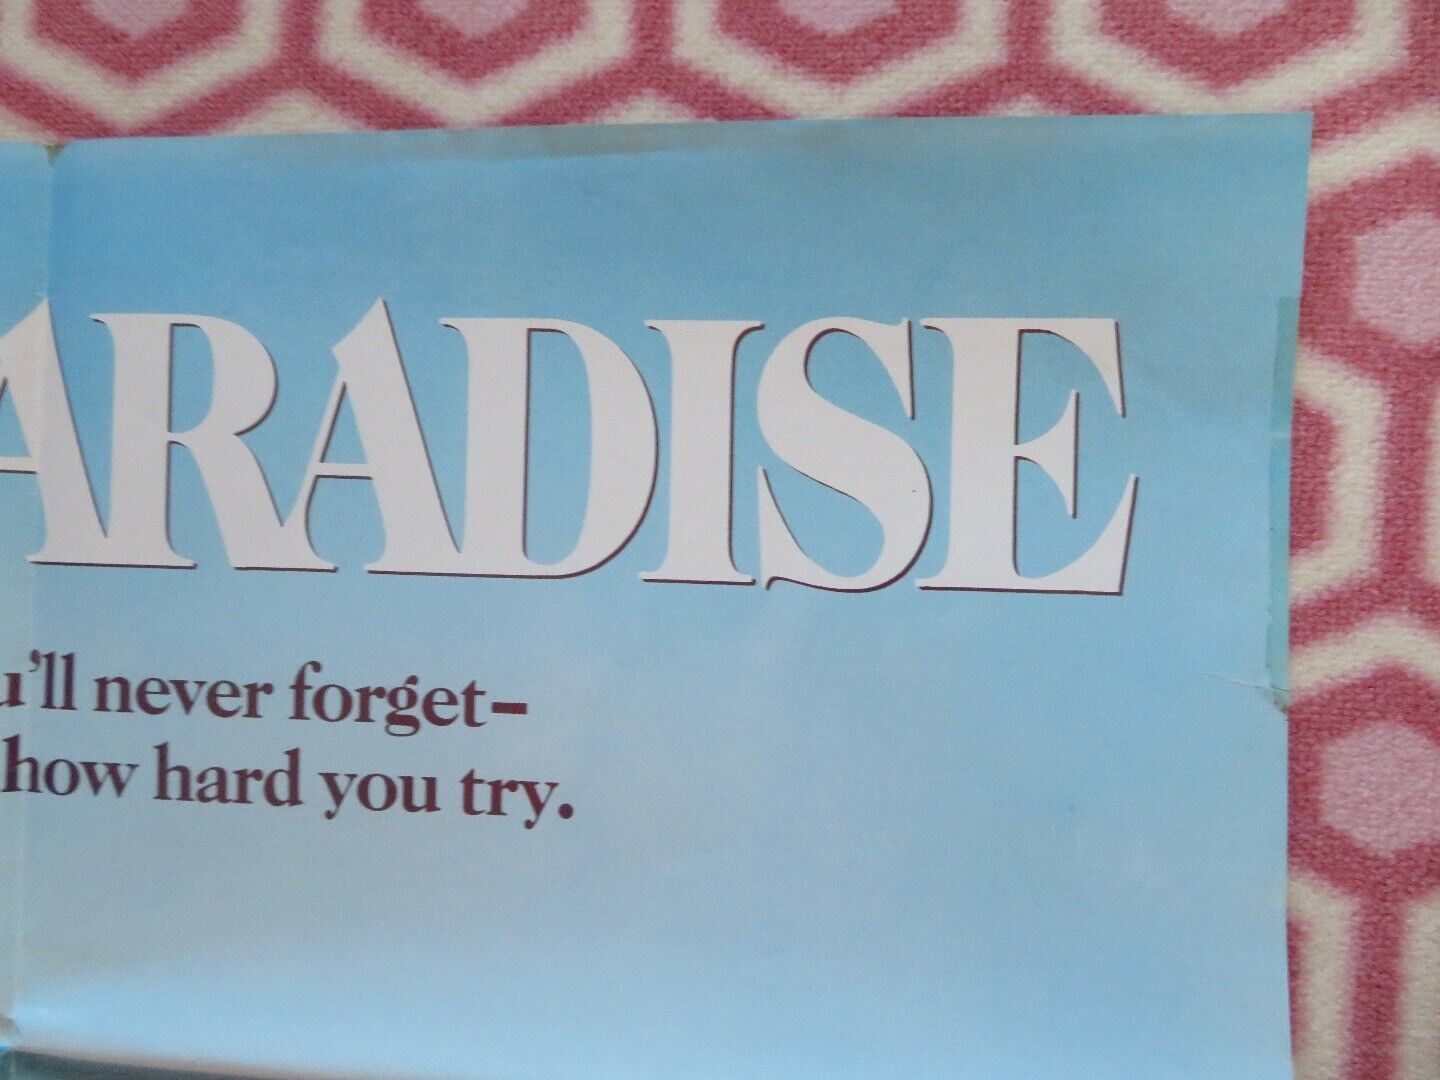 ARADISE
u'll never forget–
how hard you try.